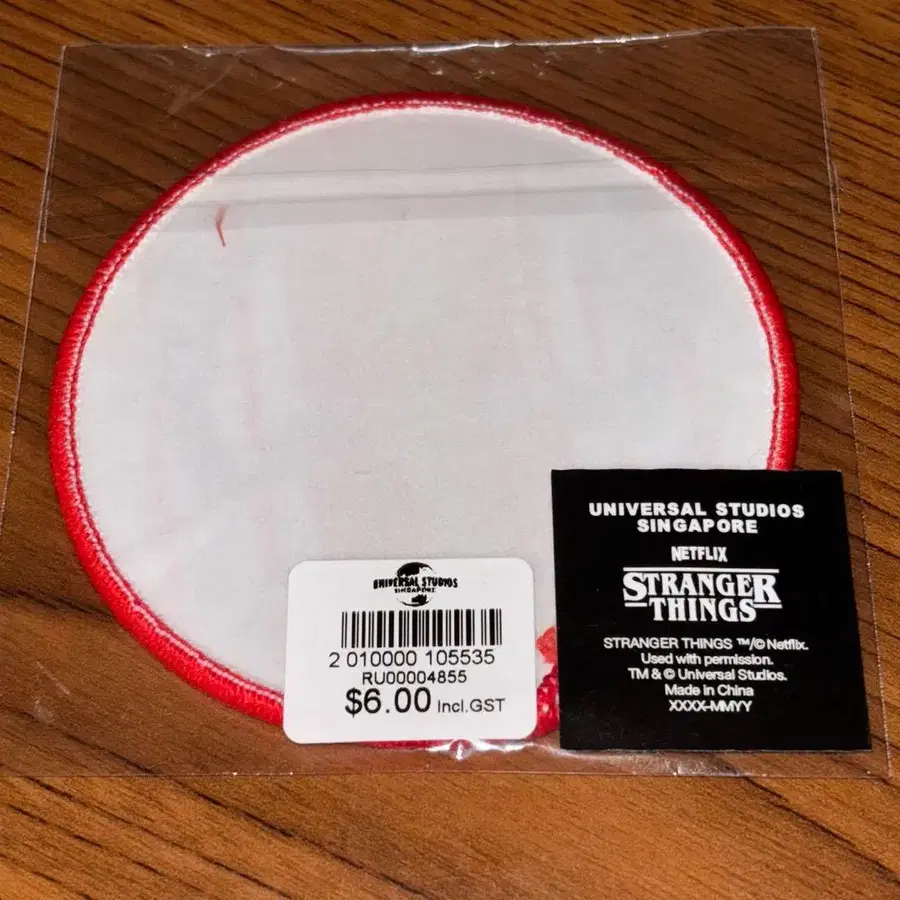 UNIVERSAL STUDIOS
SINGAPORE
2 010000 105535
RU00004855
$6.00 Incl.GST
UNIVERSAL STUDIOS
SINGAPORE
NETFLIX
STRANGER
THINGS
STRANGER THINGS ™/© Netflix.
Used with permission.
TM & © Universal Studios.
Made in China
XXXX-MMYY